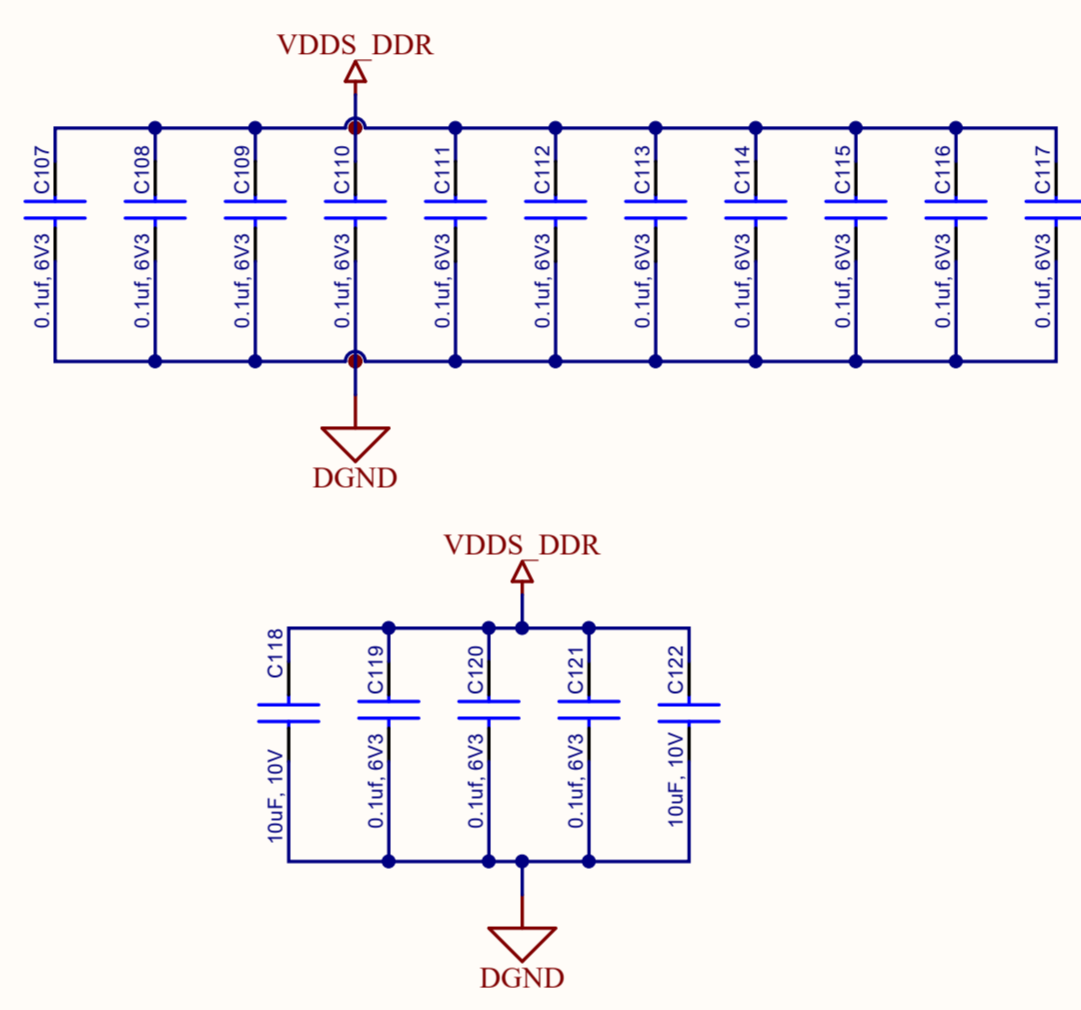 VDDS_DDR
C107
C108
C109
C110
C111
C112
C113
C114
C115
C116
C117
0.1uf, 6V3
0.1uf, 6V3
0.1uf, 6V3
0.1uf, 6V3
0.1uf, 6V3
0.1uf, 6V3
0.1uf, 6V3
0.1uf, 6V3
0.1uf, 6V3
0.1uf, 6V3
0.1uf, 6V3
DGND
VDDS_DDR
C118
C119
C120
C121
C122
10uF, 10V
0.1uf, 6V3
0.1uf, 6V3
0.1uf, 6V3
10uF, 10V
DGND